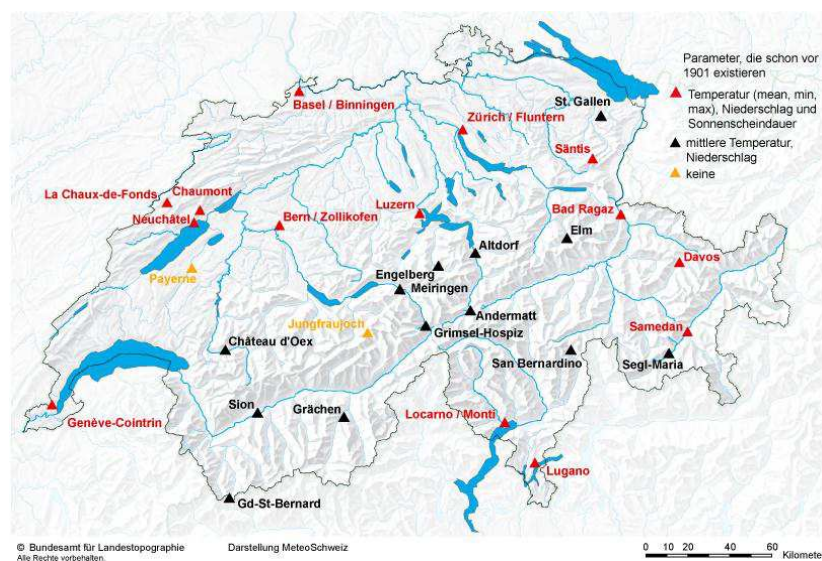 Parameter, die schon vor
1901 existieren
Temperatur (mean, min,
max), Niederschlag und
Sonnenscheindauer
mittlere Temperatur,
Niederschlag
keine
Basel / Binningen
St. Gallen
Zürich / Fluntern
Säntis
La Chaux-de-Fonds
Chaumont
Neuchâtel
Bern / Zollikofen
Luzern
Bad Ragaz
Elm
Altdorf
Davos
Payerne
Engelberg
Meiringen
Andermatt
Jungfraujoch
Grimsel-Hospiz
Samedan
Château d'Oex
San Bernardino
Segl-Maria
Genève-Cointrin
Sion
Grächen
Locarno / Monti
Lugano
Gd-St-Bernard
© Bundesamt für Landestopographie
Alle Rechte vorbehalten.
Darstellung MeteoSchweiz
0 10 20 40 60
Kilomete